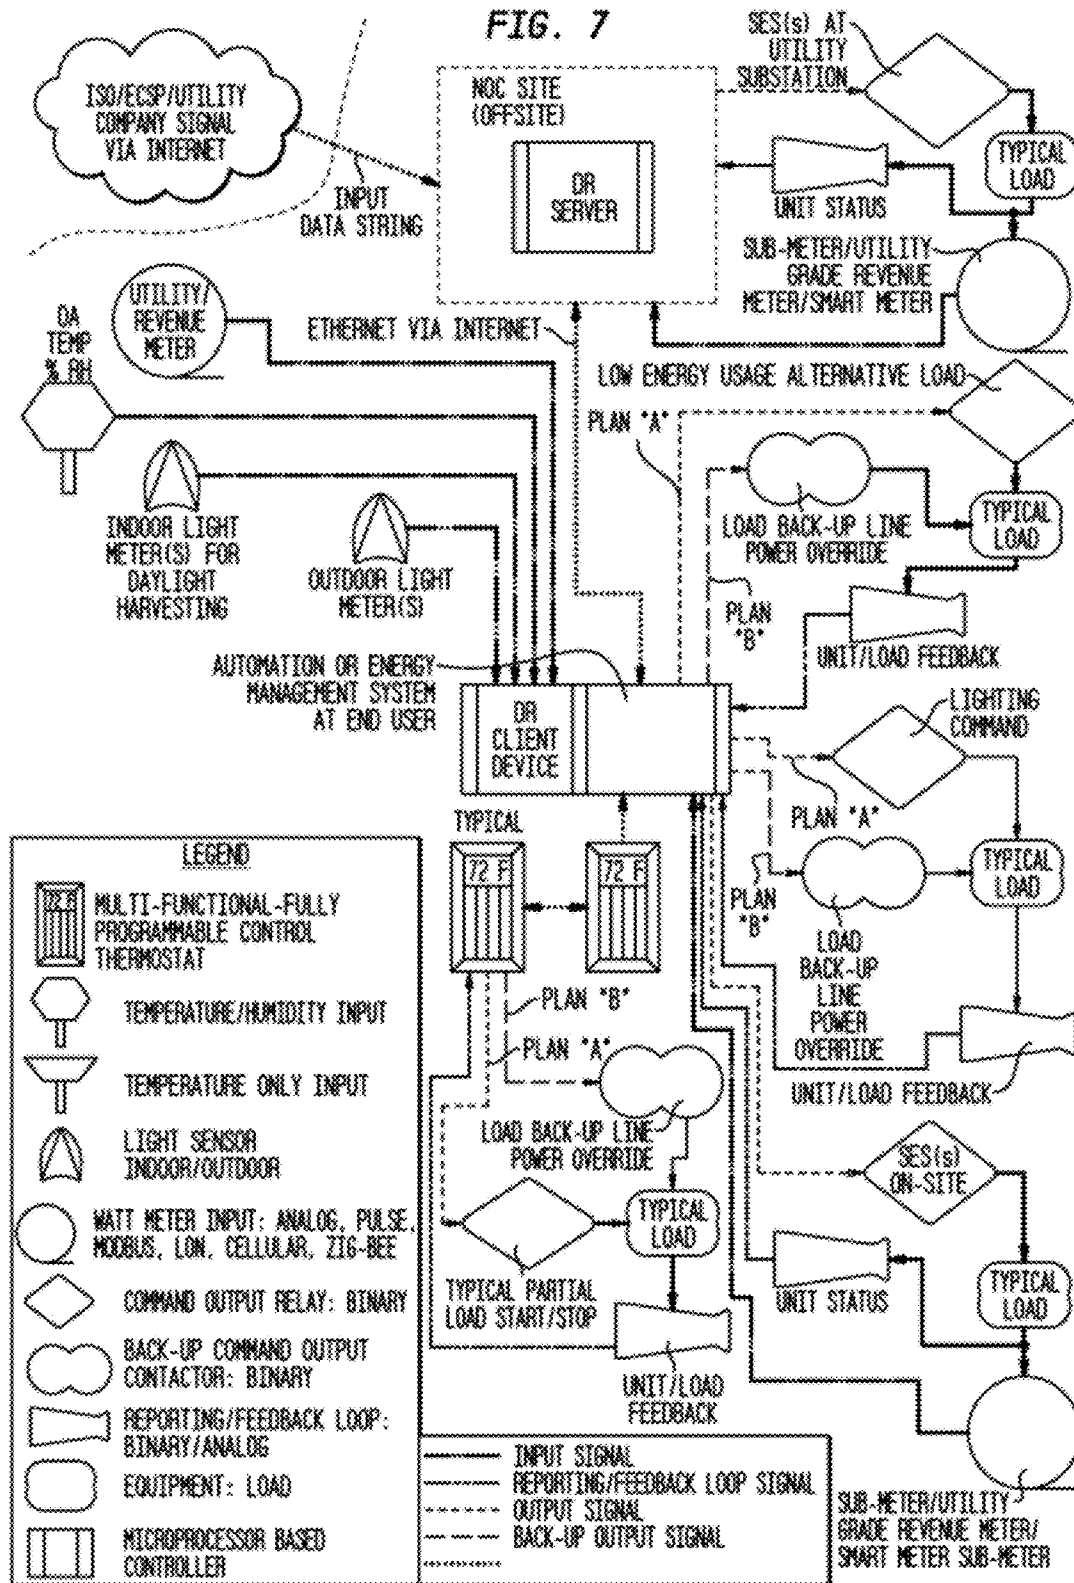 FIG. 7
ISO/ECSP/UTILITY
COMPANY SIGNAL
VIA INTERNET
INPUT
DATA STRING
NOC SITE
(OFFSITE)
DR
SERVER
SES(s) AT
UTILITY
SUBSTATION
TYPICAL
LOAD
UNIT STATUS
SUB-METER/UTILITY
GRADE REVENUE
METER/SMART METER
UTILITY/
REVENUE
METER
OA
TEMP
% RH
ETHERNET VIA INTERNET
LOW ENERGY USAGE ALTERNATIVE LOAD
PLAN "A"
INDOOR LIGHT
METER(S) FOR
DAYLIGHT
HARVESTING
OUTDOOR LIGHT
METER(S)
LOAD BACK-UP LINE
POWER OVERRIDE
TYPICAL
LOAD
PLAN
"B"
UNIT/LOAD FEEDBACK
AUTOMATION OR ENERGY
MANAGEMENT SYSTEM
AT END USER
DR
CLIENT
DEVICE
LIGHTING
COMMAND
PLAN "A"
TYPICAL
LOAD
PLAN
"B"
LOAD
BACK-UP
LINE
POWER
OVERRIDE
UNIT/LOAD FEEDBACK
TYPICAL
72 F
72 F
PLAN "B"
PLAN "A"
LOAD BACK-UP LINE
POWER OVERRIDE
TYPICAL
LOAD
TYPICAL PARTIAL
LOAD START/STOP
UNIT/LOAD
FEEDBACK
SES(s)
ON-SITE
TYPICAL
LOAD
UNIT STATUS
SUB-METER/UTILITY
GRADE REVENUE METER/
SMART METER SUB-METER
LEGEND
72 F
MULTI-FUNCTIONAL-FULLY
PROGRAMMABLE CONTROL
THERMOSTAT
TEMPERATURE/HUMIDITY INPUT
TEMPERATURE ONLY INPUT
LIGHT SENSOR
INDOOR/OUTDOOR
WATT METER INPUT: ANALOG, PULSE,
MODBUS, LON, CELLULAR, ZIG-BEE
COMMAND OUTPUT RELAY: BINARY
BACK-UP COMMAND OUTPUT
CONTACTOR: BINARY
REPORTING/FEEDBACK LOOP:
BINARY/ANALOG
EQUIPMENT: LOAD
MICROPROCESSOR BASED
CONTROLLER
INPUT SIGNAL
REPORTING/FEEDBACK LOOP SIGNAL
OUTPUT SIGNAL
BACK-UP OUTPUT SIGNAL